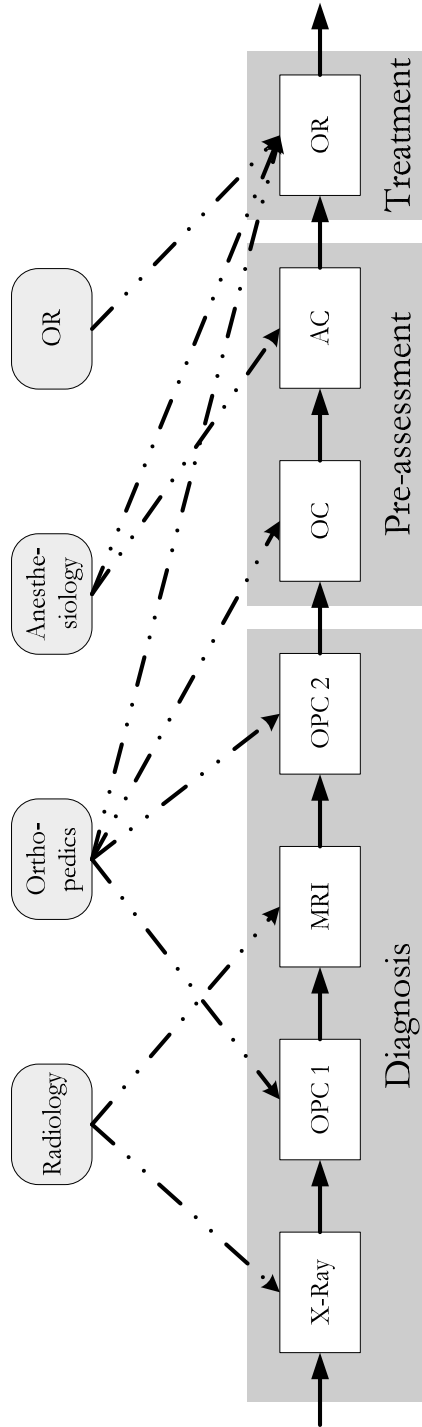 Radiology
Ortho-
pedics
Anesthe-
siology
OR
X-Ray
OPC 1
MRI
OPC 2
OC
AC
OR
Diagnosis
Pre-assessment
Treatment